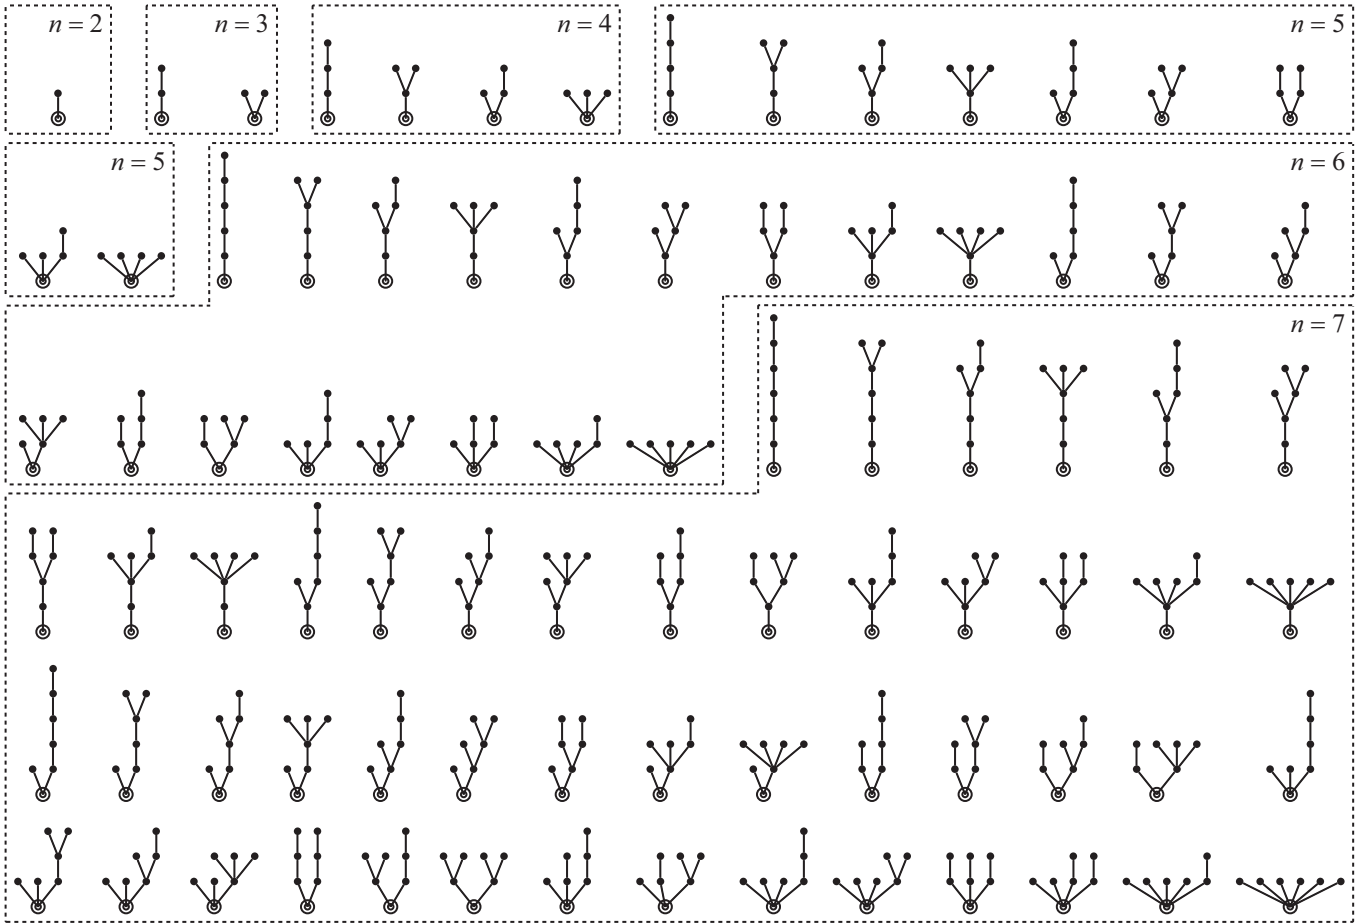 n = 2
n = 3
n = 4
n = 5
n = 5
n = 6
n = 7